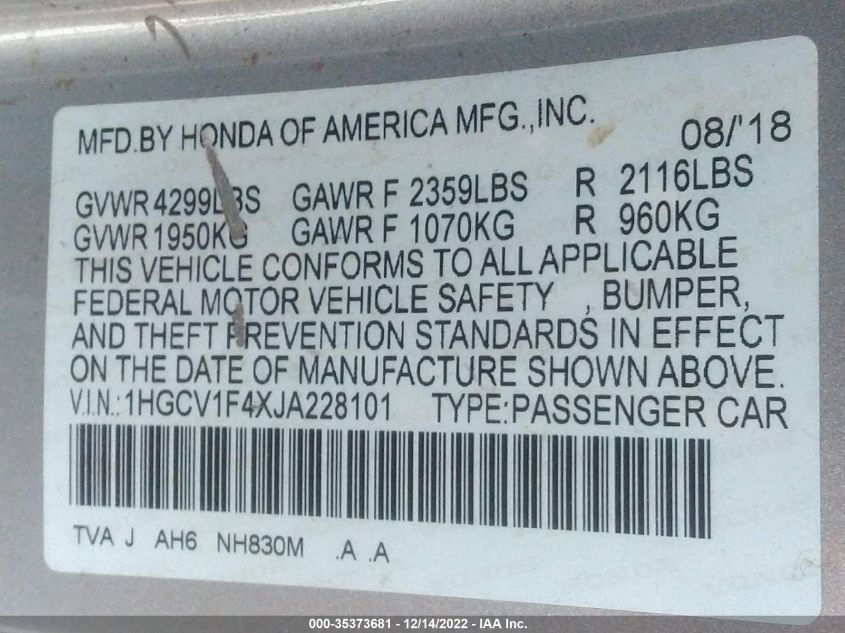 MFD.BY HONDA OF AMERICA MFG.,INC. 08/'18
GVWR 4299LBS GAWR F 2359LBS R 2116LBS
GVWR 1950KG GAWR F 1070KG R 960KG
THIS VEHICLE CONFORMS TO ALL APPLICABLE
FEDERAL MOTOR VEHICLE SAFETY , BUMPER,
AND THEFT PREVENTION STANDARDS IN EFFECT
ON THE DATE OF MANUFACTURE SHOWN ABOVE.
V.I.N.:1HGCV1F4XJA228101 TYPE:PASSENGER CAR
TVA J AH6 NH830M .A .A
000-35373681 - 12/14/2022 - IAA Inc.